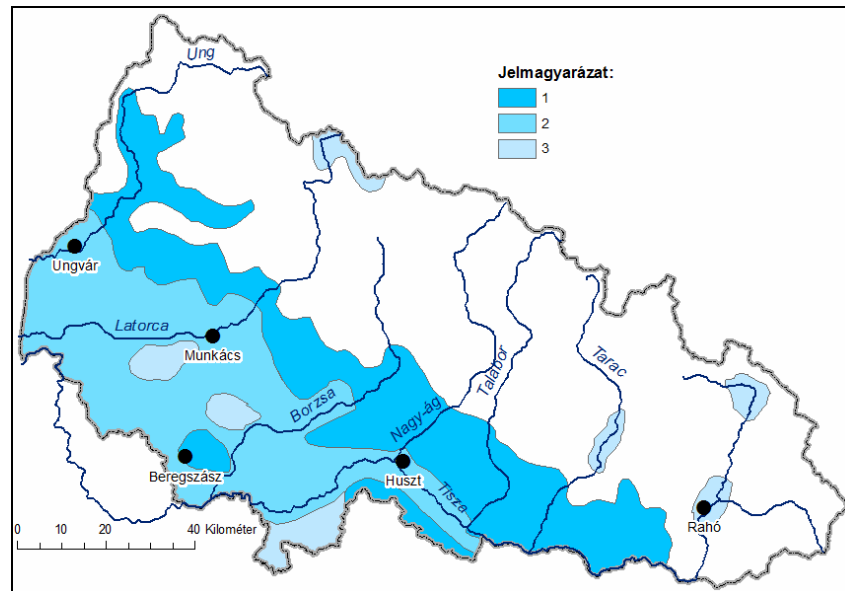 Ung
Jelmagyarázat:
1
2
3
Ungvár
Latorca
Munkács
Talabor
Tarac
Borzsa
Nagy-ág
Beregszász
Huszt
Tisza
Rahó
0 10 20 40 Kilométer